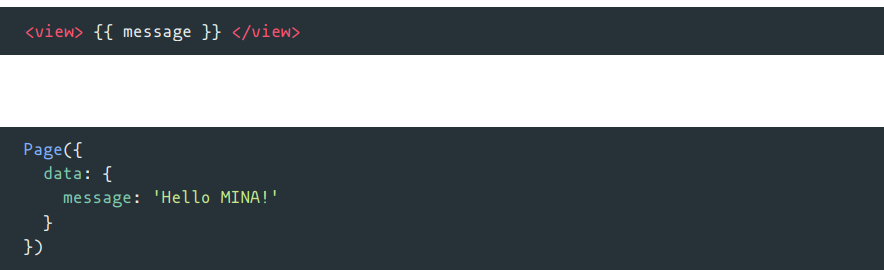 <view> {{ message }} </view>
Page({
  data: {
    message: 'Hello MINA!'
  }
})